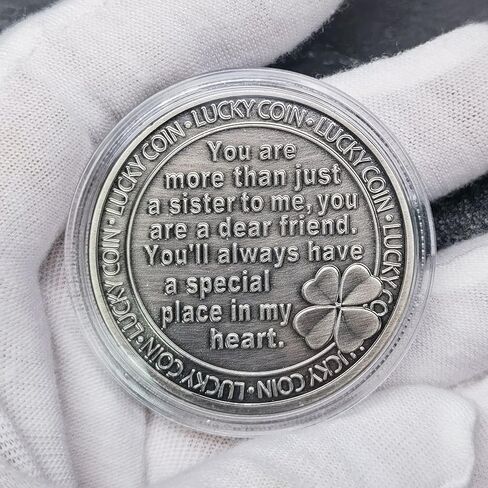 LUCKY COIN • LUCKY COIN • LUCKY COIN • LUCKY CO
LUCKY COIN • LUCKY COIN • LUCKY COIN
You are
more than just
a sister to me, you
are a dear friend.
You'll always have
a special
place in my
heart.